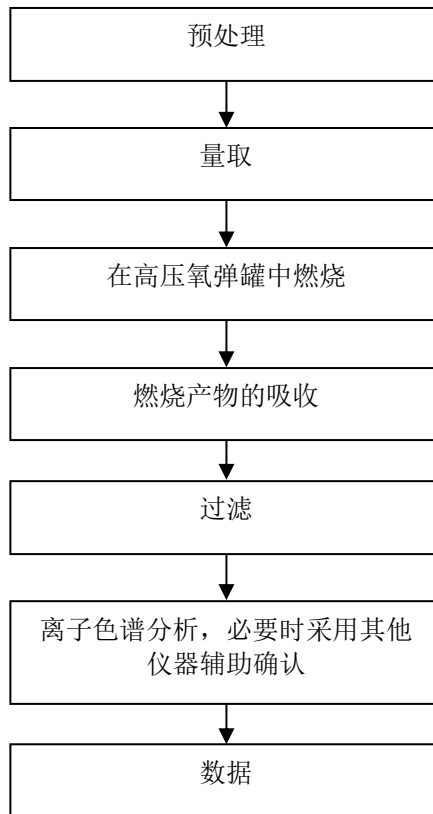 预处理
量取
在高压氧弹罐中燃烧
燃烧产物的吸收
过滤
离子色谱分析，必要时采用其他
仪器辅助确认
数据